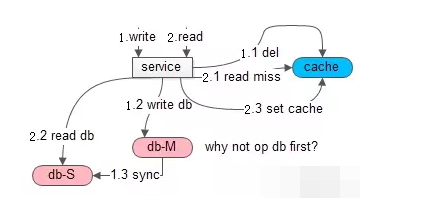 1.write 2.read
1.1 del
service
cache
2.1 read miss
1.2 write db
2.3 set cache
2.2 read db
db-M
why not op db first?
db-S
1.3 sync